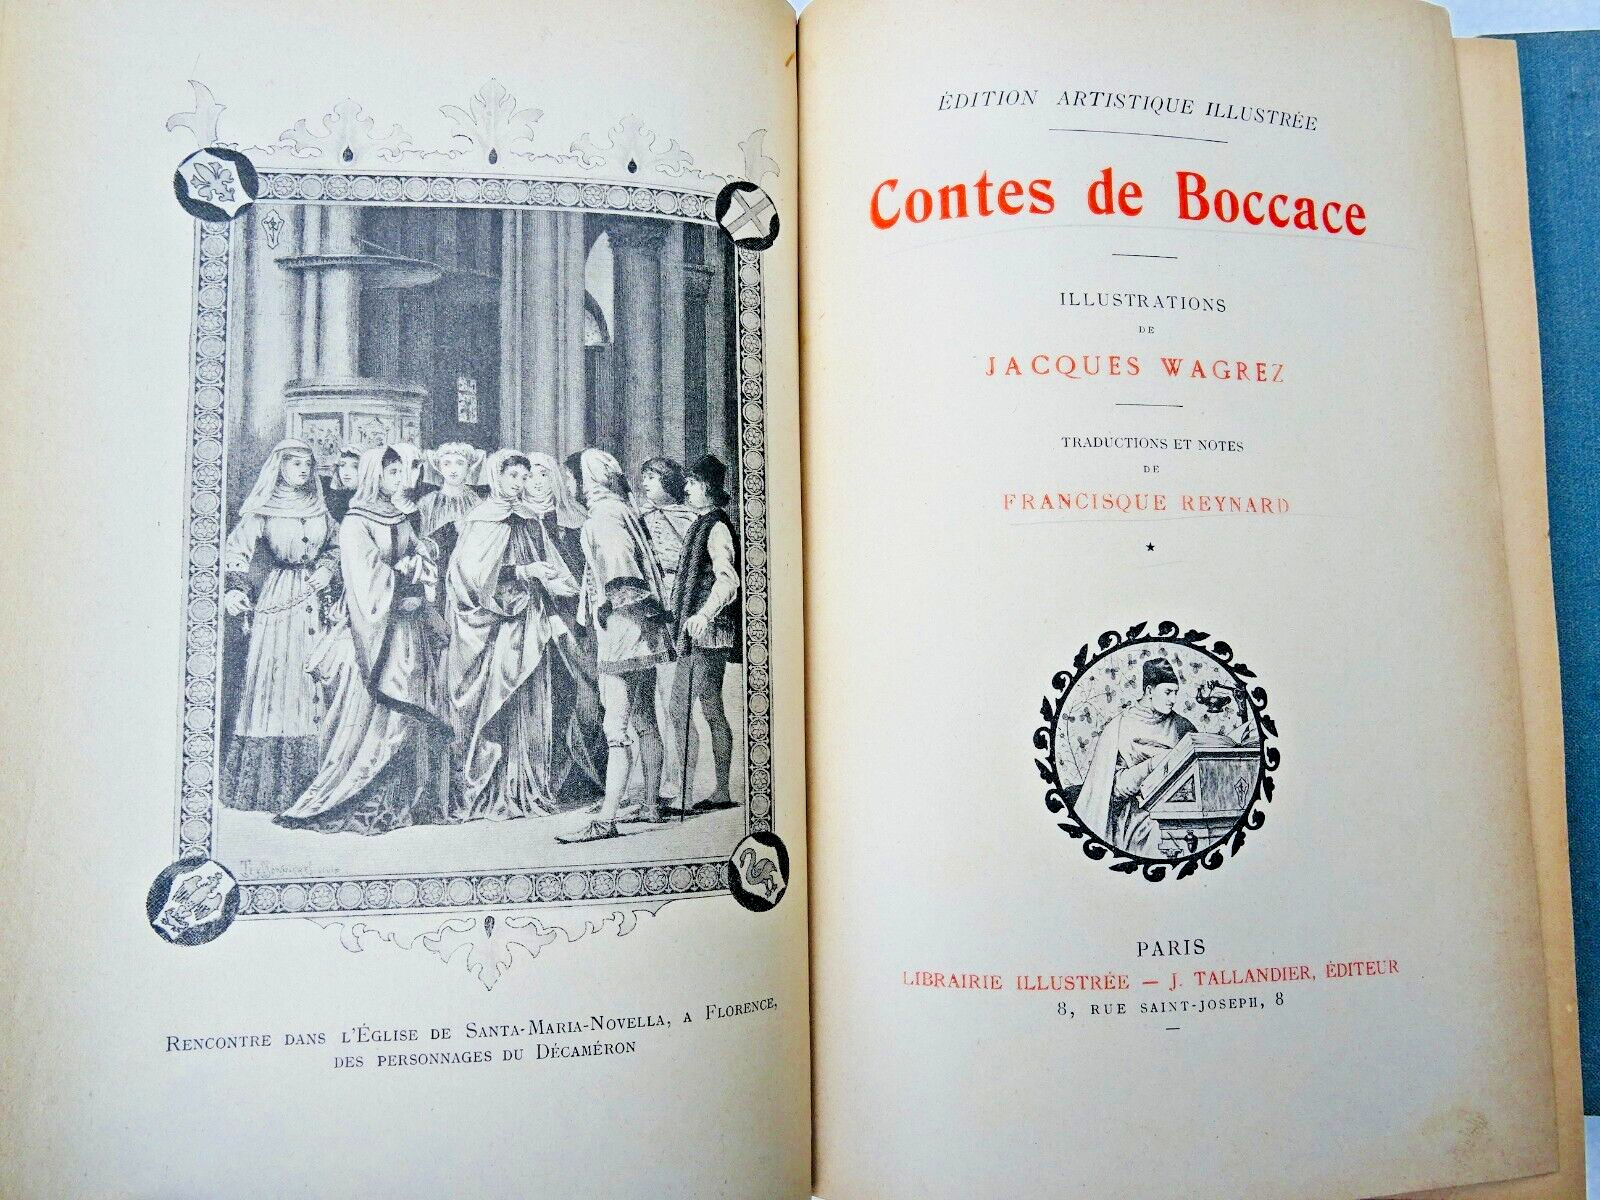 RENCONTRE DANS L'ÉGLISE DE SANTA-MARIA-NOVELLA, A FLORENCE,
DES PERSONNAGES DU DÉCAMÉRON
ÉDITION ARTISTIQUE ILLUSTRÉE
Contes de Boccace
ILLUSTRATIONS
DE
JACQUES WAGREZ
TRADUCTIONS ET NOTES
DE
FRANCISQUE REYNARD
PARIS
LIBRAIRIE ILLUSTRÉE — J. TALLANDIER, ÉDITEUR
8, RUE SAINT-JOSEPH, 8